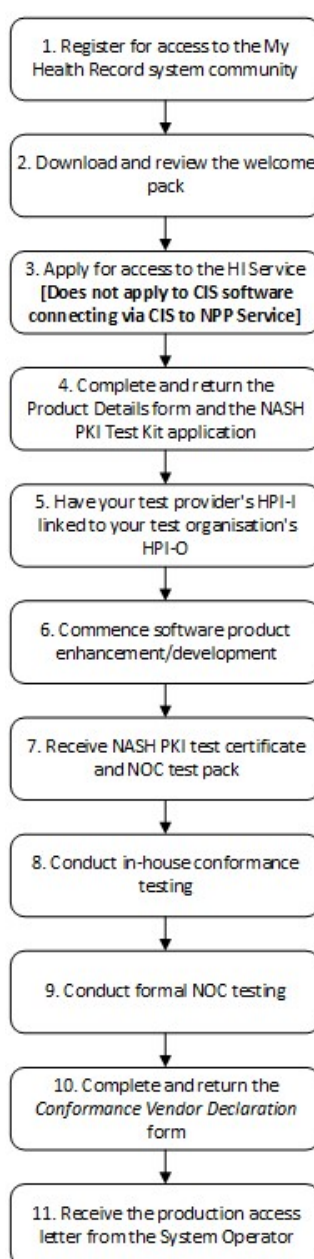 1. Register for access to the My
Health Record system community
2. Download and review the welcome
pack
3. Apply for access to the HI Service
[Does not apply to CIS software
connecting via CIS to NPP Service]
4. Complete and return the
Product Details form and the NASH
PKI Test Kit application
5. Have your test provider's HPI-I
linked to your test organisation's
HPI-O
6. Commence software product
enhancement/development
7. Receive NASH PKI test certificate
and NOC test pack
8. Conduct in-house conformance
testing
9. Conduct formal NOC testing
10. Complete and return the
Conformance Vendor Declaration
form
11. Receive the production access
letter from the System Operator